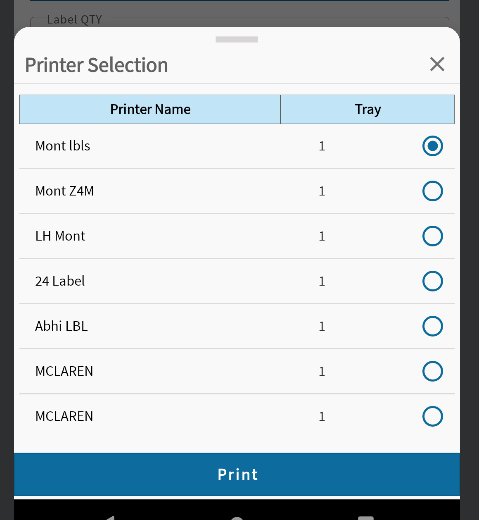 Label QTY
Printer Selection
Printer Name Tray
Mont lbls 1
Mont Z4M 1
LH Mont 1
24 Label 1
Abhi LBL 1
MCLAREN 1
MCLAREN 1
Print